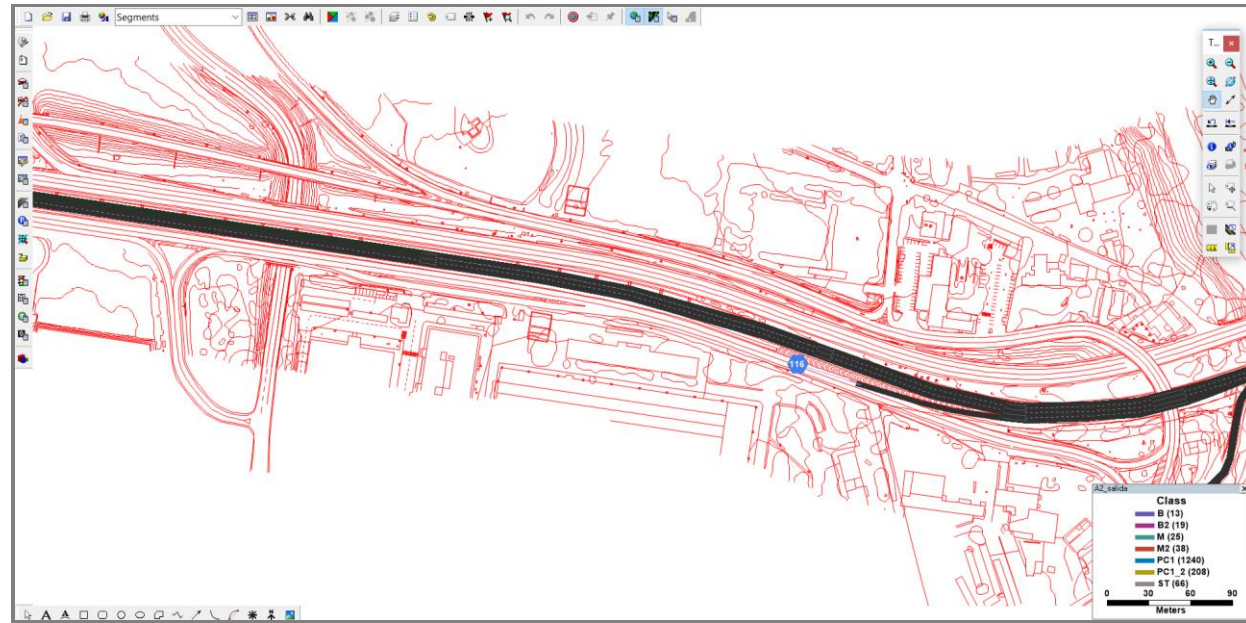 Segments
T...
116
A2_salida
Class
B (13)
B2 (19)
M (25)
M2 (38)
PC1 (1240)
PC1_2 (208)
ST (66)
0 30 60 90
Meters